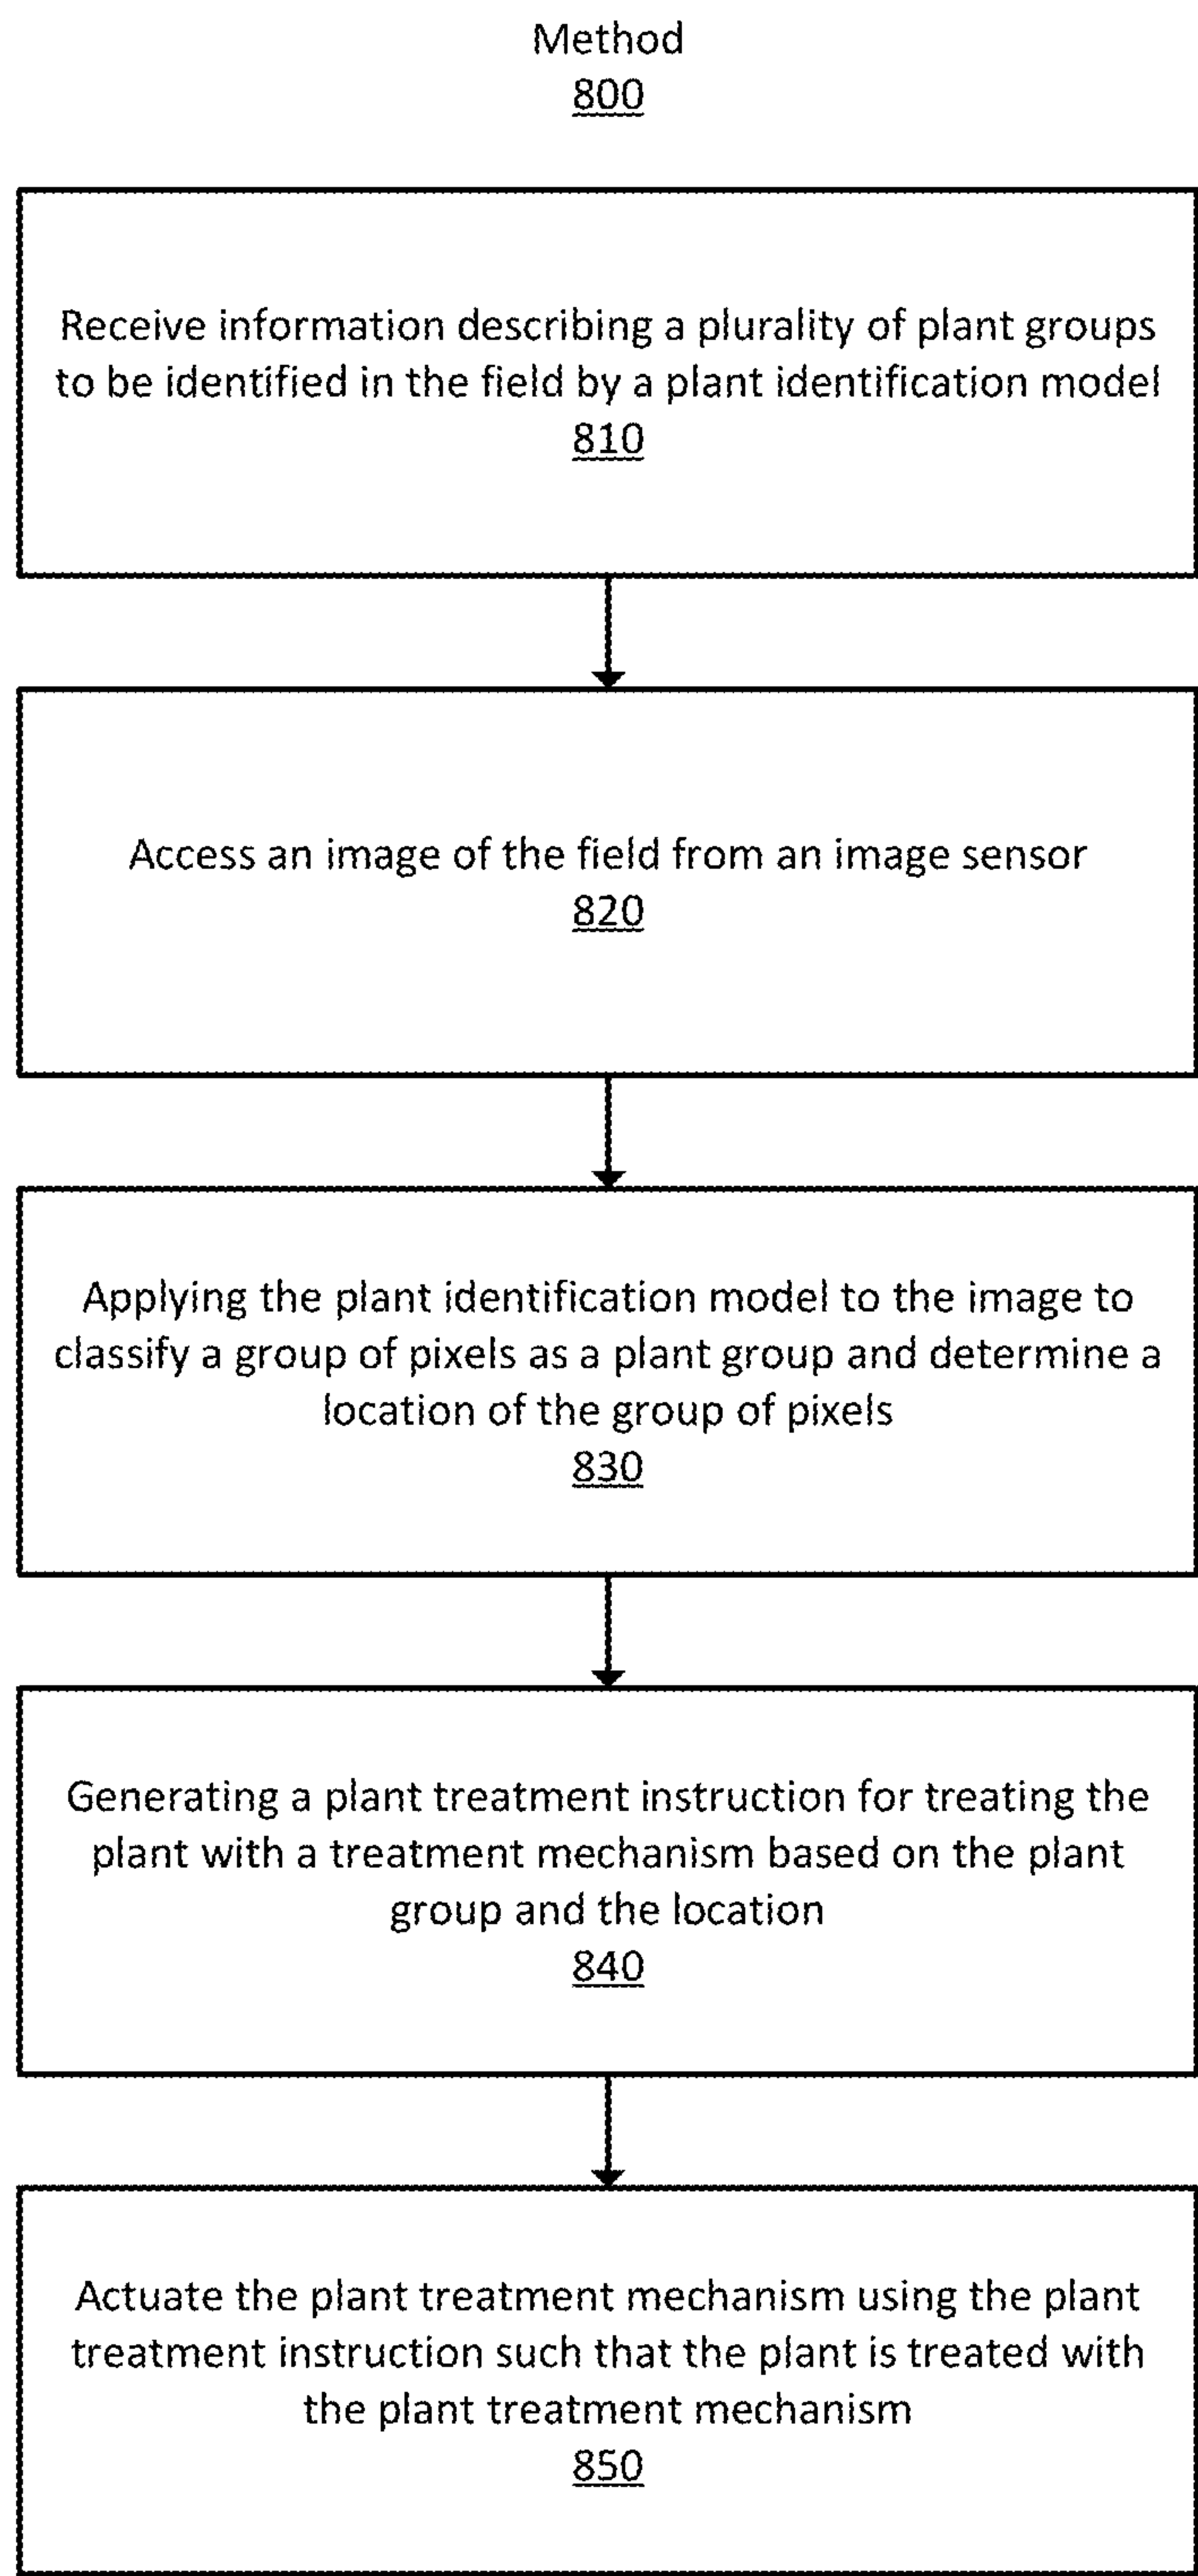 Method
800
Receive information describing a plurality of plant groups
to be identified in the field by a plant identification model
810
Access an image of the field from an image sensor
820
Applying the plant identification model to the image to
classify a group of pixels as a plant group and determine a
location of the group of pixels
830
Generating a plant treatment instruction for treating the
plant with a treatment mechanism based on the plant
group and the location
840
Actuate the plant treatment mechanism using the plant
treatment instruction such that the plant is treated with
the plant treatment mechanism
850